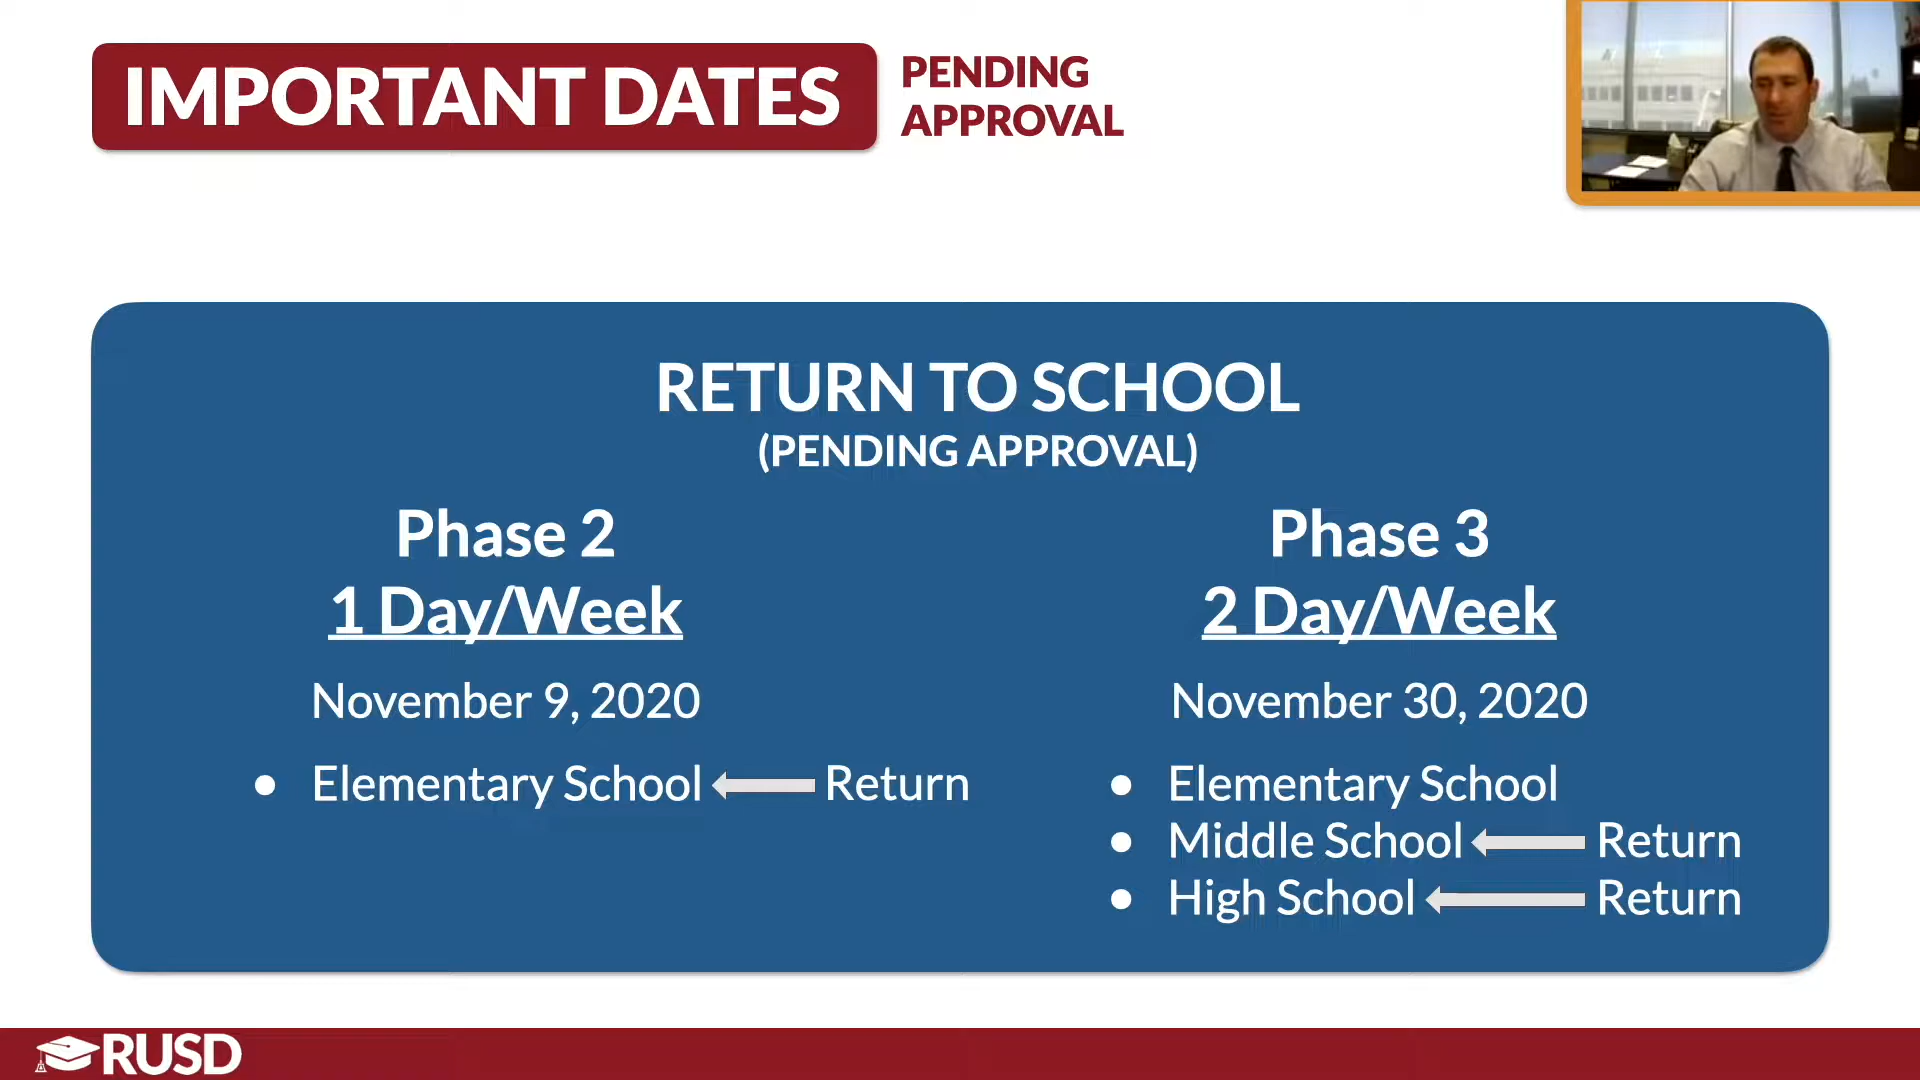 IMPORTANT DATES
PENDING
APPROVAL
RETURN TO SCHOOL
(PENDING APPROVAL)
Phase 2
1 Day/Week
November 9, 2020
• Elementary School
Return
Phase 3
2 Day/Week
November 30, 2020
• Elementary School
• Middle School
Return
• High School
Return
RUSD